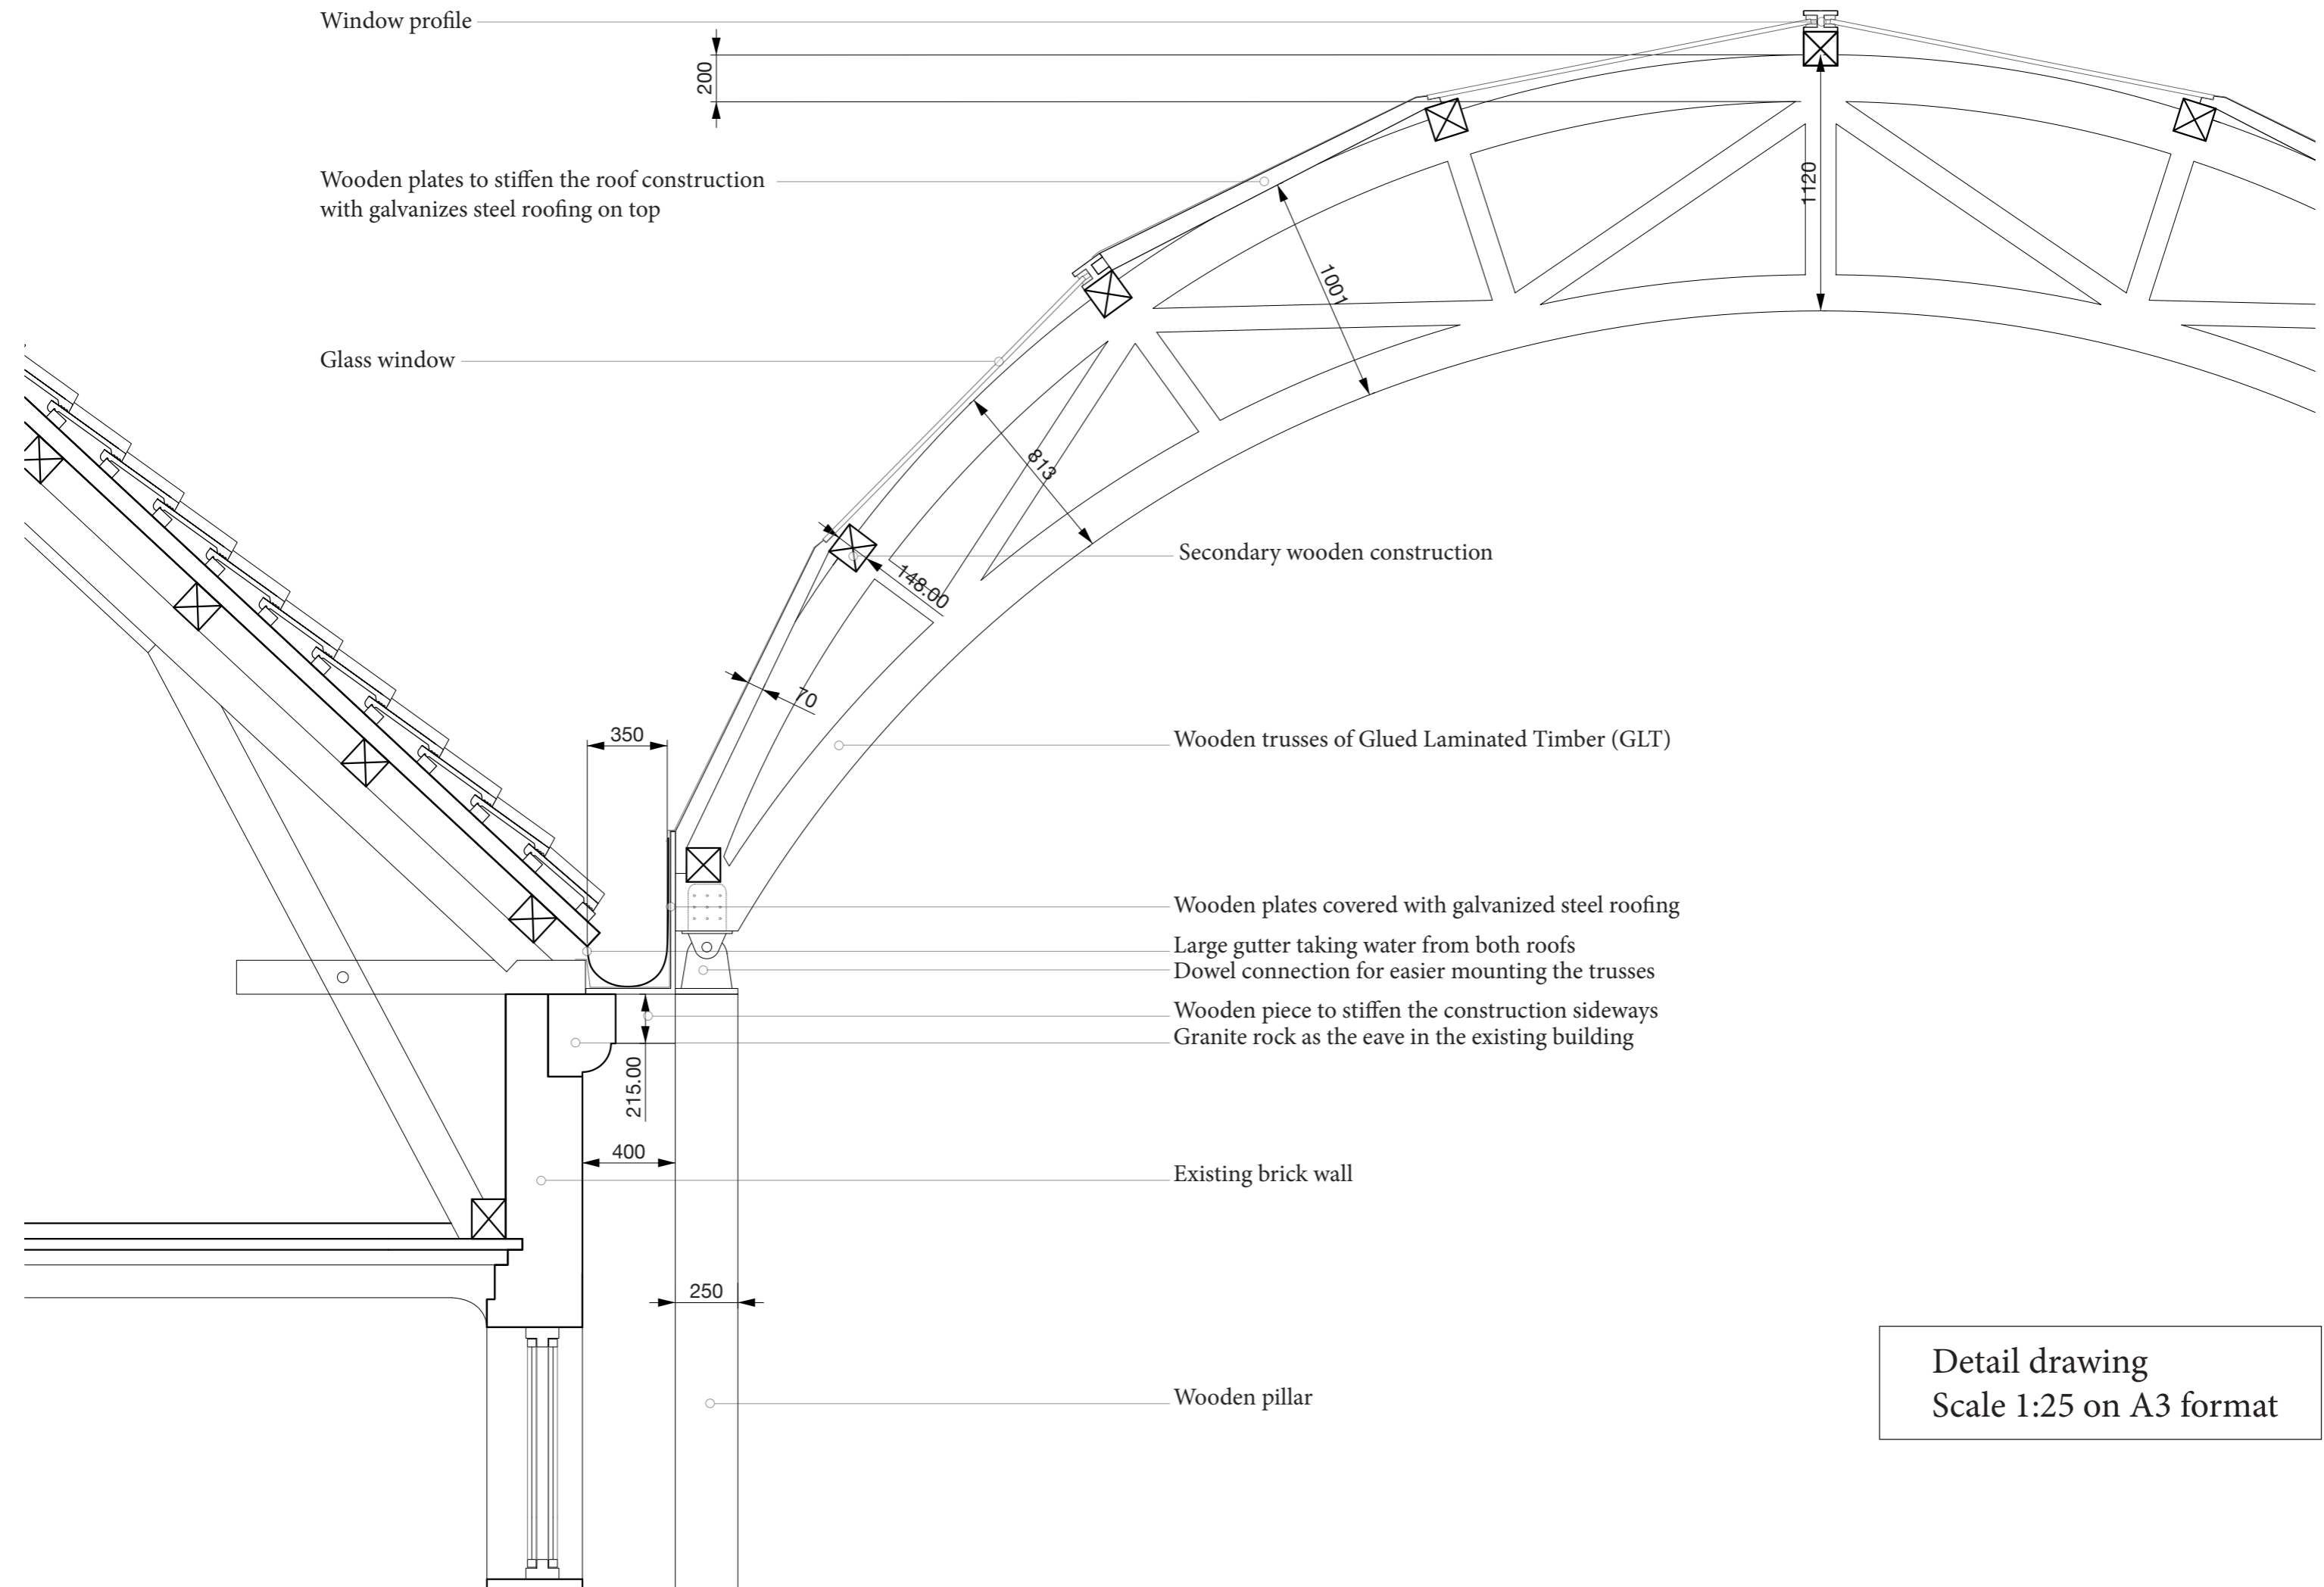 Window profile
200
Wooden plates to stiffen the roof construction
with galvanizes steel roofing on top
1120
1001
Glass window
813
Secondary wooden construction
148.00
70
350
Wooden trusses of Glued Laminated Timber (GLT)
Wooden plates covered with galvanized steel roofing
Large gutter taking water from both roofs
Dowel connection for easier mounting the trusses
Wooden piece to stiffen the construction sideways
Granite rock as the eave in the existing building
215.00
400
Existing brick wall
250
Detail drawing
Scale 1:25 on A3 format
Wooden pillar